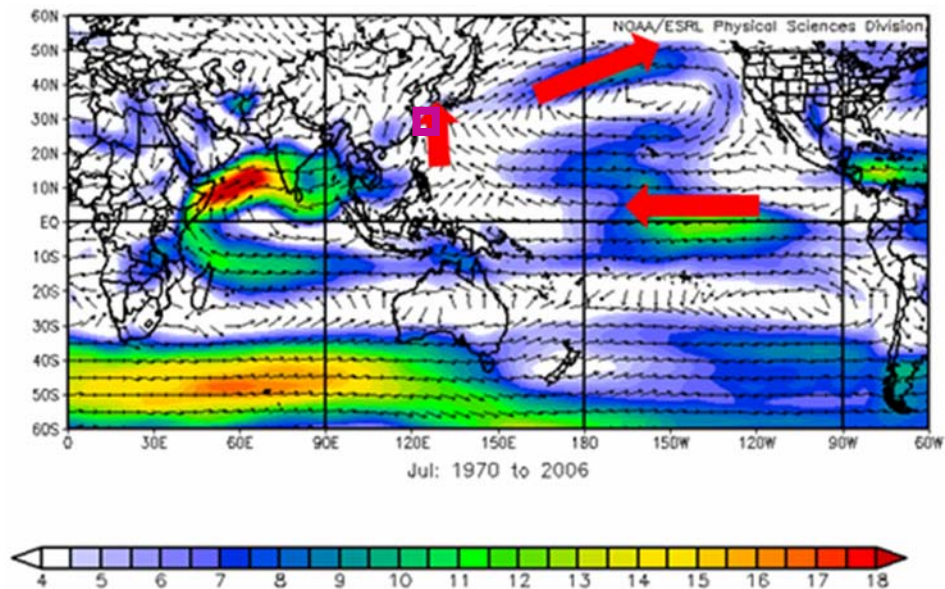 60N
NOAA/ESRL Physical Sciences Division
50N
40N
30N
20N
10N
EQ
10S
20S
30S
40S
50S
60S
0 30E 60E 90E 120E 150E 180 150W 120W 90W 60W
Jul: 1970 to 2006
4 5 6 7 8 9 10 11 12 13 14 15 16 17 18